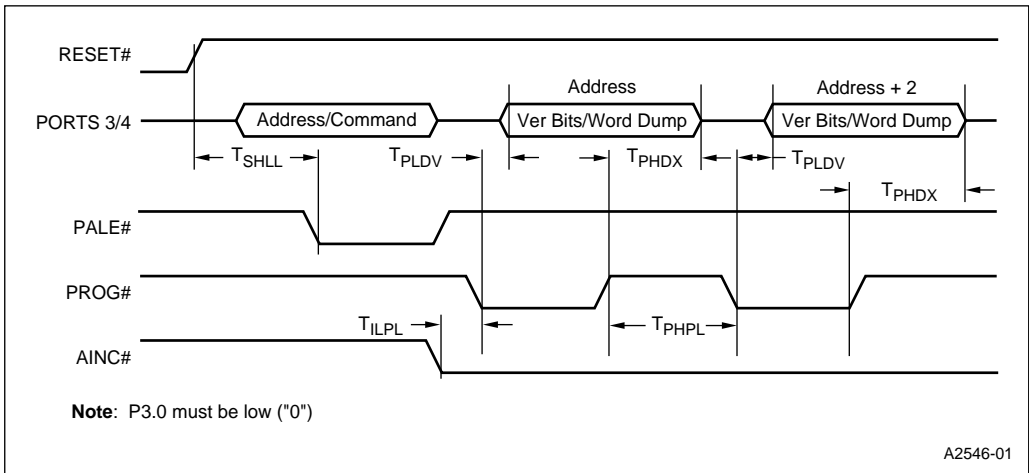 RESET#
Address
Address + 2
PORTS 3/4
Address/Command
Ver Bits/Word Dump
Ver Bits/Word Dump
TSHLL
TPLDV
TPHDX
TPLDV
TPHDX
PALE#
PROG#
TILPL
TPHPL
AINC#
Note: P3.0 must be low ("0")
A2546-01